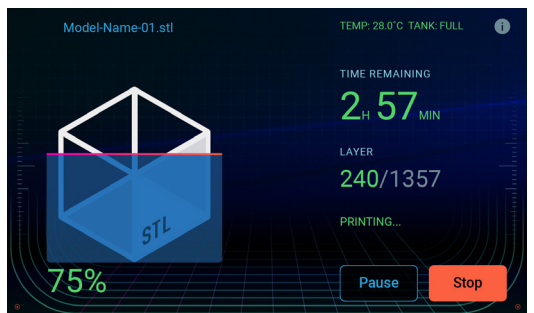 Model-Name-01.stl
TEMP: 28.0˚C TANK: FULL
i
TIME REMAINING
2H 57MIN
LAYER
240/1357
STL
PRINTING...
75%
Pause
Stop